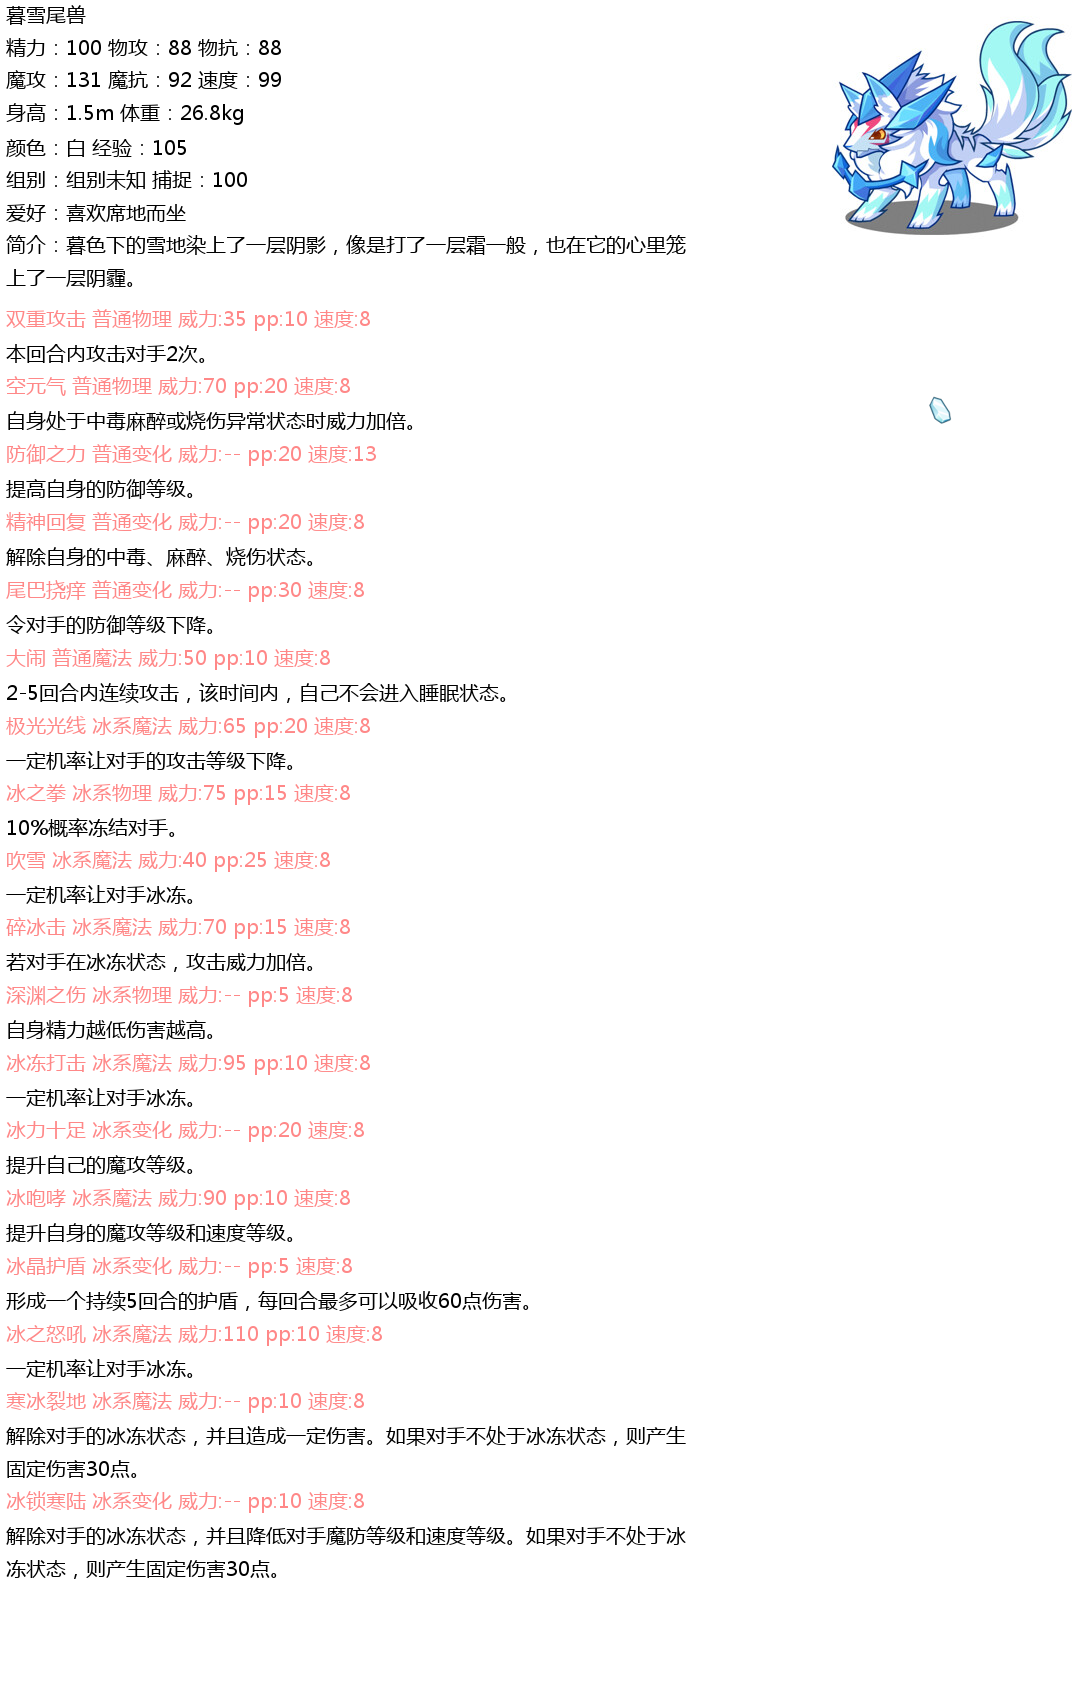 暮雪尾兽
精力：100 物攻：88 物抗：88
魔攻：131 魔抗：92 速度：99
身高：1.5m 体重：26.8kg
颜色：白 经验：105
组别：组别未知 捕捉：100
爱好：喜欢席地而坐
简介：暮色下的雪地染上了一层阴影，像是打了一层霜一般，也在它的心里笼
上了一层阴霾。
双重攻击 普通物理 威力:35 pp:10 速度:8
本回合内攻击对手2次。
空元气 普通物理 威力:70 pp:20 速度:8
自身处于中毒麻醉或烧伤异常状态时威力加倍。
防御之力 普通变化 威力:-- pp:20 速度:13
提高自身的防御等级。
精神回复 普通变化 威力:-- pp:20 速度:8
解除自身的中毒、麻醉、烧伤状态。
尾巴挠痒 普通变化 威力:-- pp:30 速度:8
令对手的防御等级下降。
大闹 普通魔法 威力:50 pp:10 速度:8
2-5回合内连续攻击，该时间内，自己不会进入睡眠状态。
极光光线 冰系魔法 威力:65 pp:20 速度:8
一定机率让对手的攻击等级下降。
冰之拳 冰系物理 威力:75 pp:15 速度:8
10%概率冻结对手。
吹雪 冰系魔法 威力:40 pp:25 速度:8
一定机率让对手冰冻。
碎冰击 冰系魔法 威力:70 pp:15 速度:8
若对手在冰冻状态，攻击威力加倍。
深渊之伤 冰系物理 威力:-- pp:5 速度:8
自身精力越低伤害越高。
冰冻打击 冰系魔法 威力:95 pp:10 速度:8
一定机率让对手冰冻。
冰力十足 冰系变化 威力:-- pp:20 速度:8
提升自己的魔攻等级。
冰咆哮 冰系魔法 威力:90 pp:10 速度:8
提升自身的魔攻等级和速度等级。
冰晶护盾 冰系变化 威力:-- pp:5 速度:8
形成一个持续5回合的护盾，每回合最多可以吸收60点伤害。
冰之怒吼 冰系魔法 威力:110 pp:10 速度:8
一定机率让对手冰冻。
寒冰裂地 冰系魔法 威力:-- pp:10 速度:8
解除对手的冰冻状态，并且造成一定伤害。如果对手不处于冰冻状态，则产生
固定伤害30点。
冰锁寒陆 冰系变化 威力:-- pp:10 速度:8
解除对手的冰冻状态，并且降低对手魔防等级和速度等级。如果对手不处于冰
冻状态，则产生固定伤害30点。